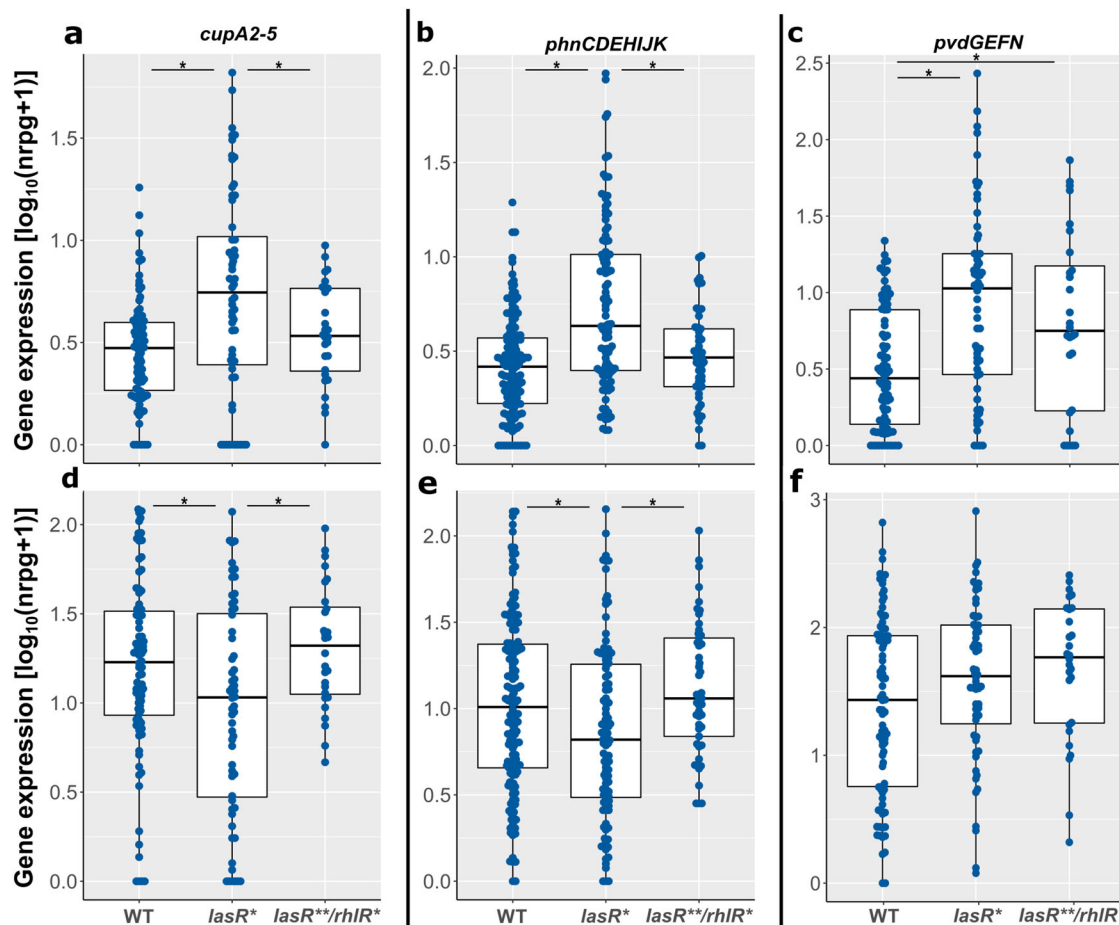 a
cupA2-5
* *
Gene expression [log₁₀(nrpg+1)]
1.5
1.0
0.5
0.0
b
phnCDEHIJK
* *
2.0
1.5
1.0
0.5
0.0
c
pvdGEFN
*
*
2.5
2.0
1.5
1.0
0.5
0.0
d
* *
Gene expression [log₁₀(nrpg+1)]
2.0
1.5
1.0
0.5
0.0
WT lasR* lasR**/rhlR*
e
* *
2.0
1.5
1.0
0.5
0.0
WT lasR* lasR**/rhlR*
f
3
2
1
0
WT lasR* lasR**/rhlR